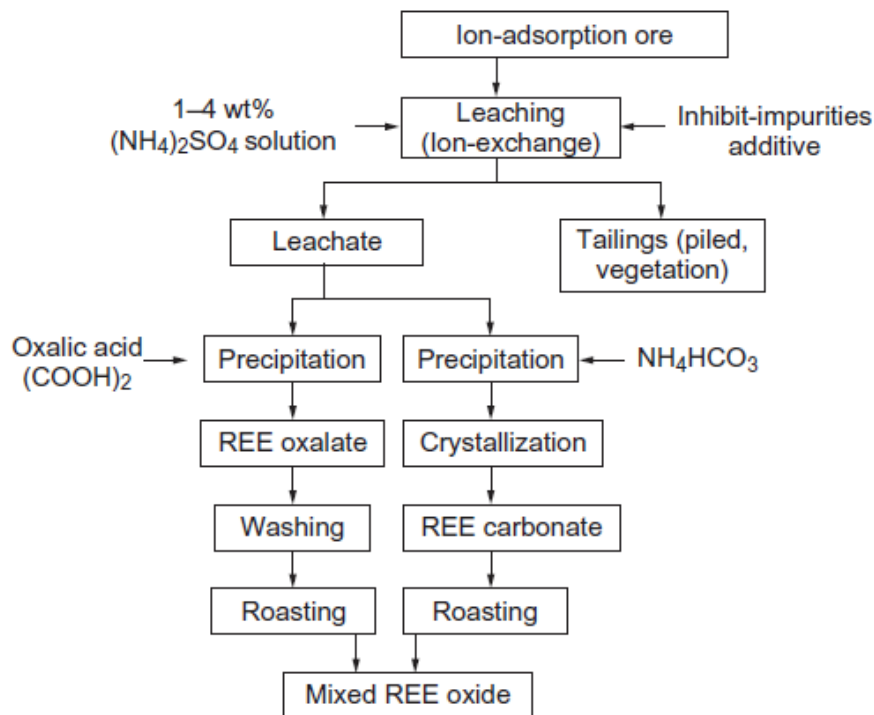 Ion-adsorption ore
1–4 wt%
(NH4)2SO4 solution
Leaching
(Ion-exchange)
Inhibit-impurities
additive
Leachate
Tailings (piled,
vegetation)
Oxalic acid
(COOH)2
Precipitation
Precipitation
NH4HCO3
REE oxalate
Crystallization
Washing
REE carbonate
Roasting
Roasting
Mixed REE oxide